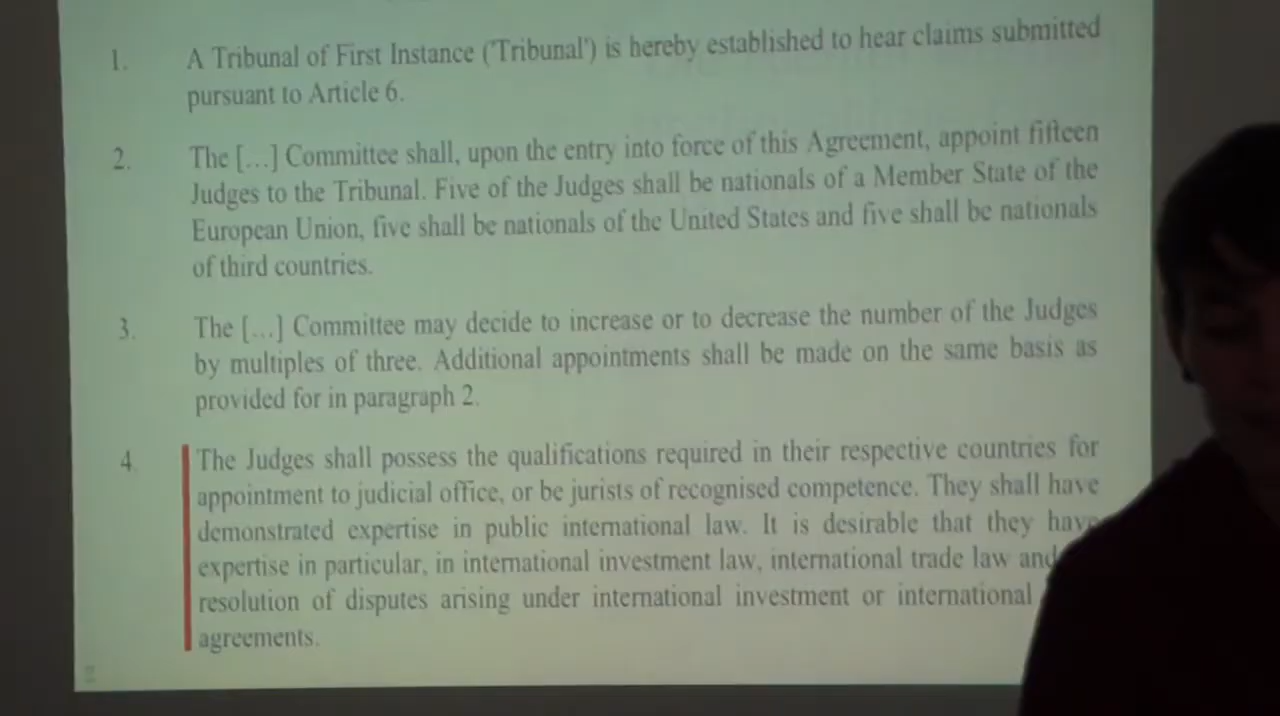 1. A Tribunal of First Instance ('Tribunal') is hereby established to hear claims submitted
pursuant to Article 6.
2. The [...] Committee shall, upon the entry into force of this Agreement, appoint fifteen
Judges to the Tribunal. Five of the Judges shall be nationals of a Member State of the
European Union, five shall be nationals of the United States and five shall be nationals
of third countries.
3. The [...] Committee may decide to increase or to decrease the number of the Judges
by multiples of three. Additional appointments shall be made on the same basis as
provided for in paragraph 2.
4. The Judges shall possess the qualifications required in their respective countries for
appointment to judicial office, or be jurists of recognised competence. They shall have
demonstrated expertise in public international law. It is desirable that they have
expertise in particular, in international investment law, international trade law and
resolution of disputes arising under international investment or international
agreements.